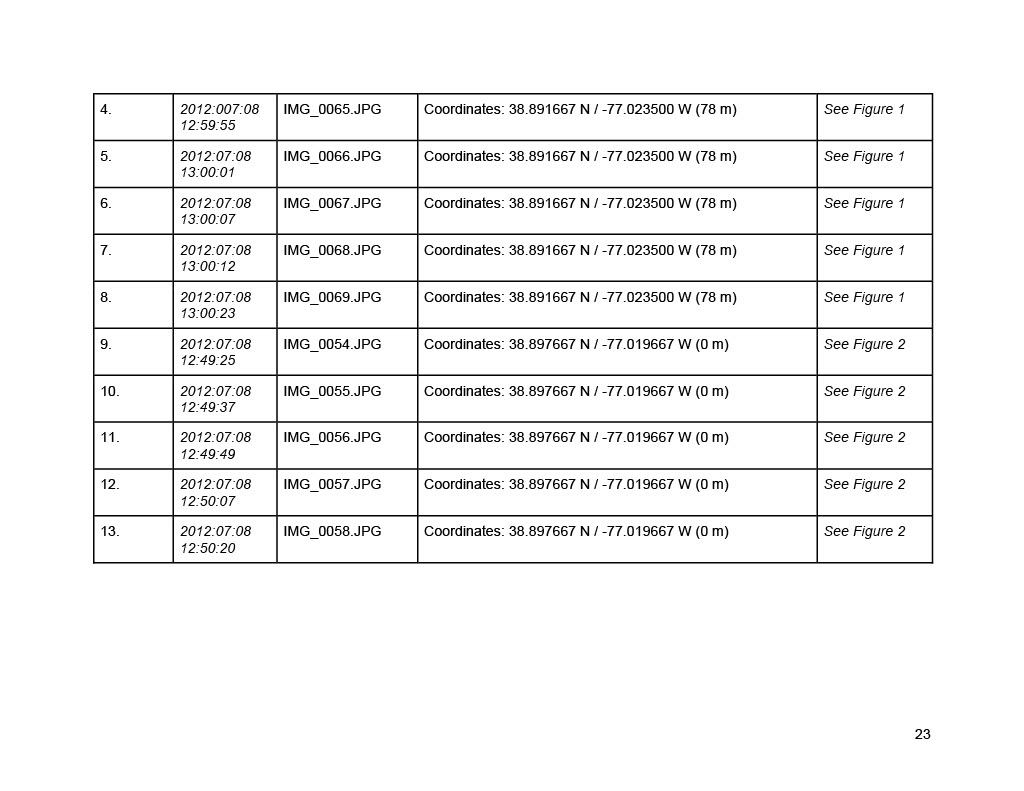 4. 2012:007:08 IMG_0065.JPG Coordinates: 38.891667 N / -77.023500 W (78 m) See Figure 1
12:59:55
5. 2012:07:08 IMG_0066.JPG Coordinates: 38.891667 N / -77.023500 W (78 m) See Figure 1
13:00:01
6. 2012:07:08 IMG_0067.JPG Coordinates: 38.891667 N / -77.023500 W (78 m) See Figure 1
13:00:07
7. 2012:07:08 IMG_0068.JPG Coordinates: 38.891667 N / -77.023500 W (78 m) See Figure 1
13:00:12
8. 2012:07:08 IMG_0069.JPG Coordinates: 38.891667 N / -77.023500 W (78 m) See Figure 1
13:00:23
9. 2012:07:08 IMG_0054.JPG Coordinates: 38.897667 N / -77.019667 W (0 m) See Figure 2
12:49:25
10. 2012:07:08 IMG_0055.JPG Coordinates: 38.897667 N / -77.019667 W (0 m) See Figure 2
12:49:37
11. 2012:07:08 IMG_0056.JPG Coordinates: 38.897667 N / -77.019667 W (0 m) See Figure 2
12:49:49
12. 2012:07:08 IMG_0057.JPG Coordinates: 38.897667 N / -77.019667 W (0 m) See Figure 2
12:50:07
13. 2012:07:08 IMG_0058.JPG Coordinates: 38.897667 N / -77.019667 W (0 m) See Figure 2
12:50:20
23